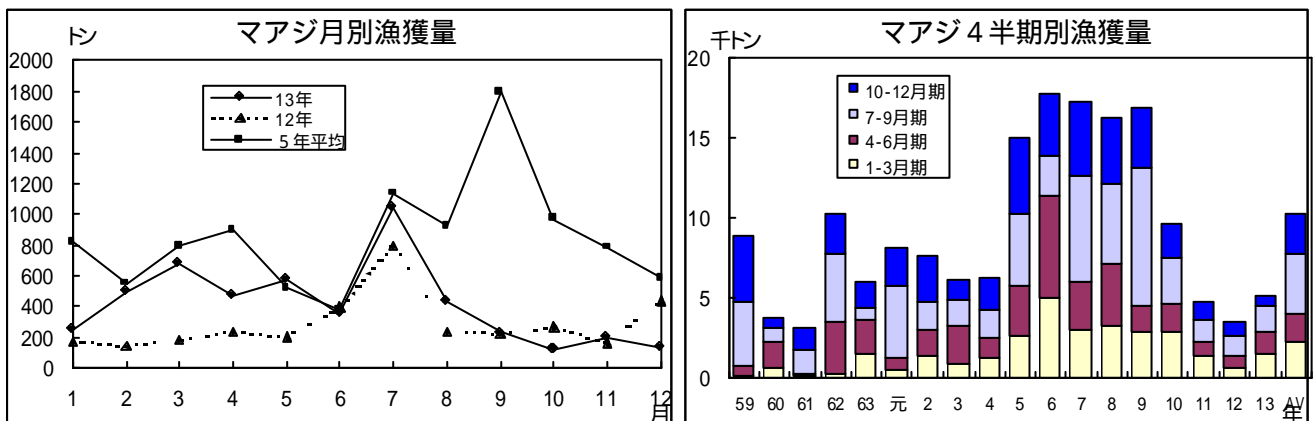 マアジ月別漁獲量
トン
2000
1800
1600
1400
1200
1000
800
600
400
200
0
13年
12年
5年平均
1 2 3 4 5 6 7 8 9 10 11 12
月
マアジ4半期別漁獲量
千トン
20
15
10
5
0
10-12月期
7-9月期
4-6月期
1-3月期
59 60 61 62 63 元 2 3 4 5 6 7 8 9 10 11 12 13 AV
年